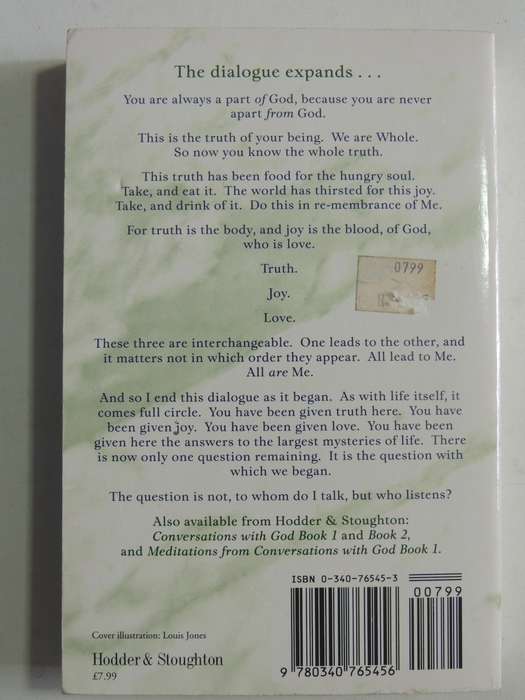 The dialogue expands . . .
You are always a part of God, because you are never
apart from God.
This is the truth of your being. We are Whole.
So now you know the whole truth.
This truth has been food for the hungry soul.
Take, and eat it. The world has thirsted for this joy.
Take, and drink of it. Do this in re-membrance of Me.
For truth is the body, and joy is the blood, of God,
who is love.
0799
Truth.
Joy.
Love.
These three are interchangeable. One leads to the other, and
it matters not in which order they appear. All lead to Me.
All are Me.
And so I end this dialogue as it began. As with life itself, it
comes full circle. You have been given truth here. You have
been given joy. You have been given love. You have been
given here the answers to the largest mysteries of life. There
is now only one question remaining. It is the question with
which we began.
The question is not, to whom do I talk, but who listens?
Also available from Hodder & Stoughton:
Conversations with God Book 1 and Book 2,
and Meditations from Conversations with God Book 1.
ISBN 0-340-76545-3
00799
9 780340 765456
Cover illustration: Louis Jones
Hodder & Stoughton
£7.99